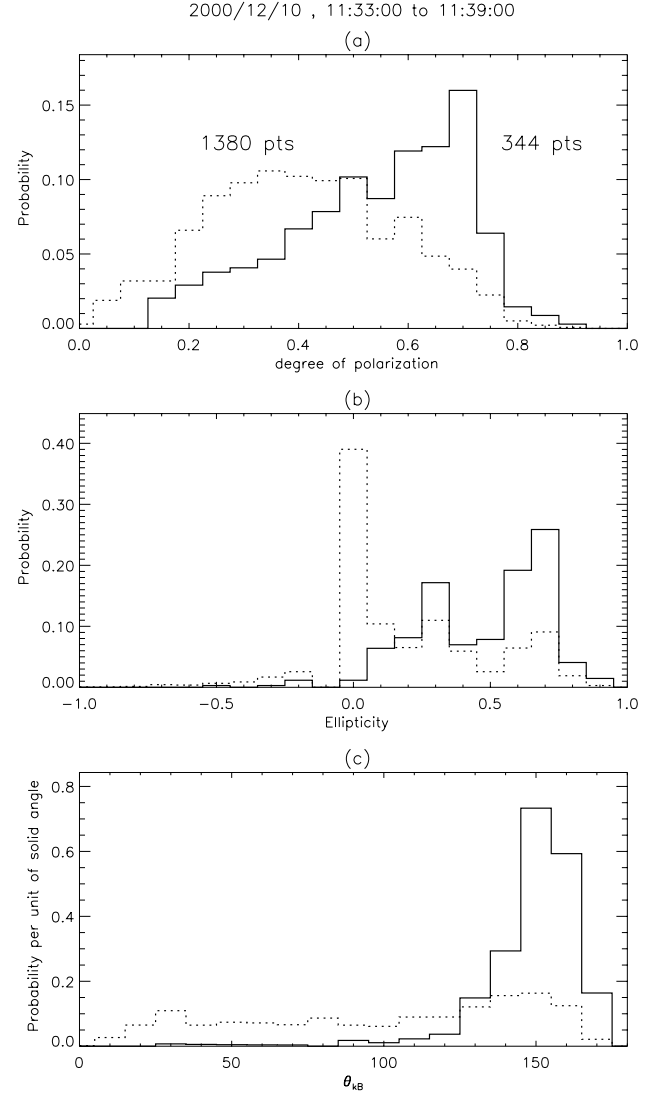 2000/12/10 , 11:33:00 to 11:39:00
(a)
Probability
0.15
0.10
0.05
0.00
1380 pts
344 pts
0.0 0.2 0.4 0.6 0.8 1.0
degree of polarization
(b)
Probability
0.40
0.30
0.20
0.10
0.00
−1.0 −0.5 0.0 0.5 1.0
Ellipticity
(c)
Probability per unit of solid angle
0.8
0.6
0.4
0.2
0.0
0 50 100 150
θkB